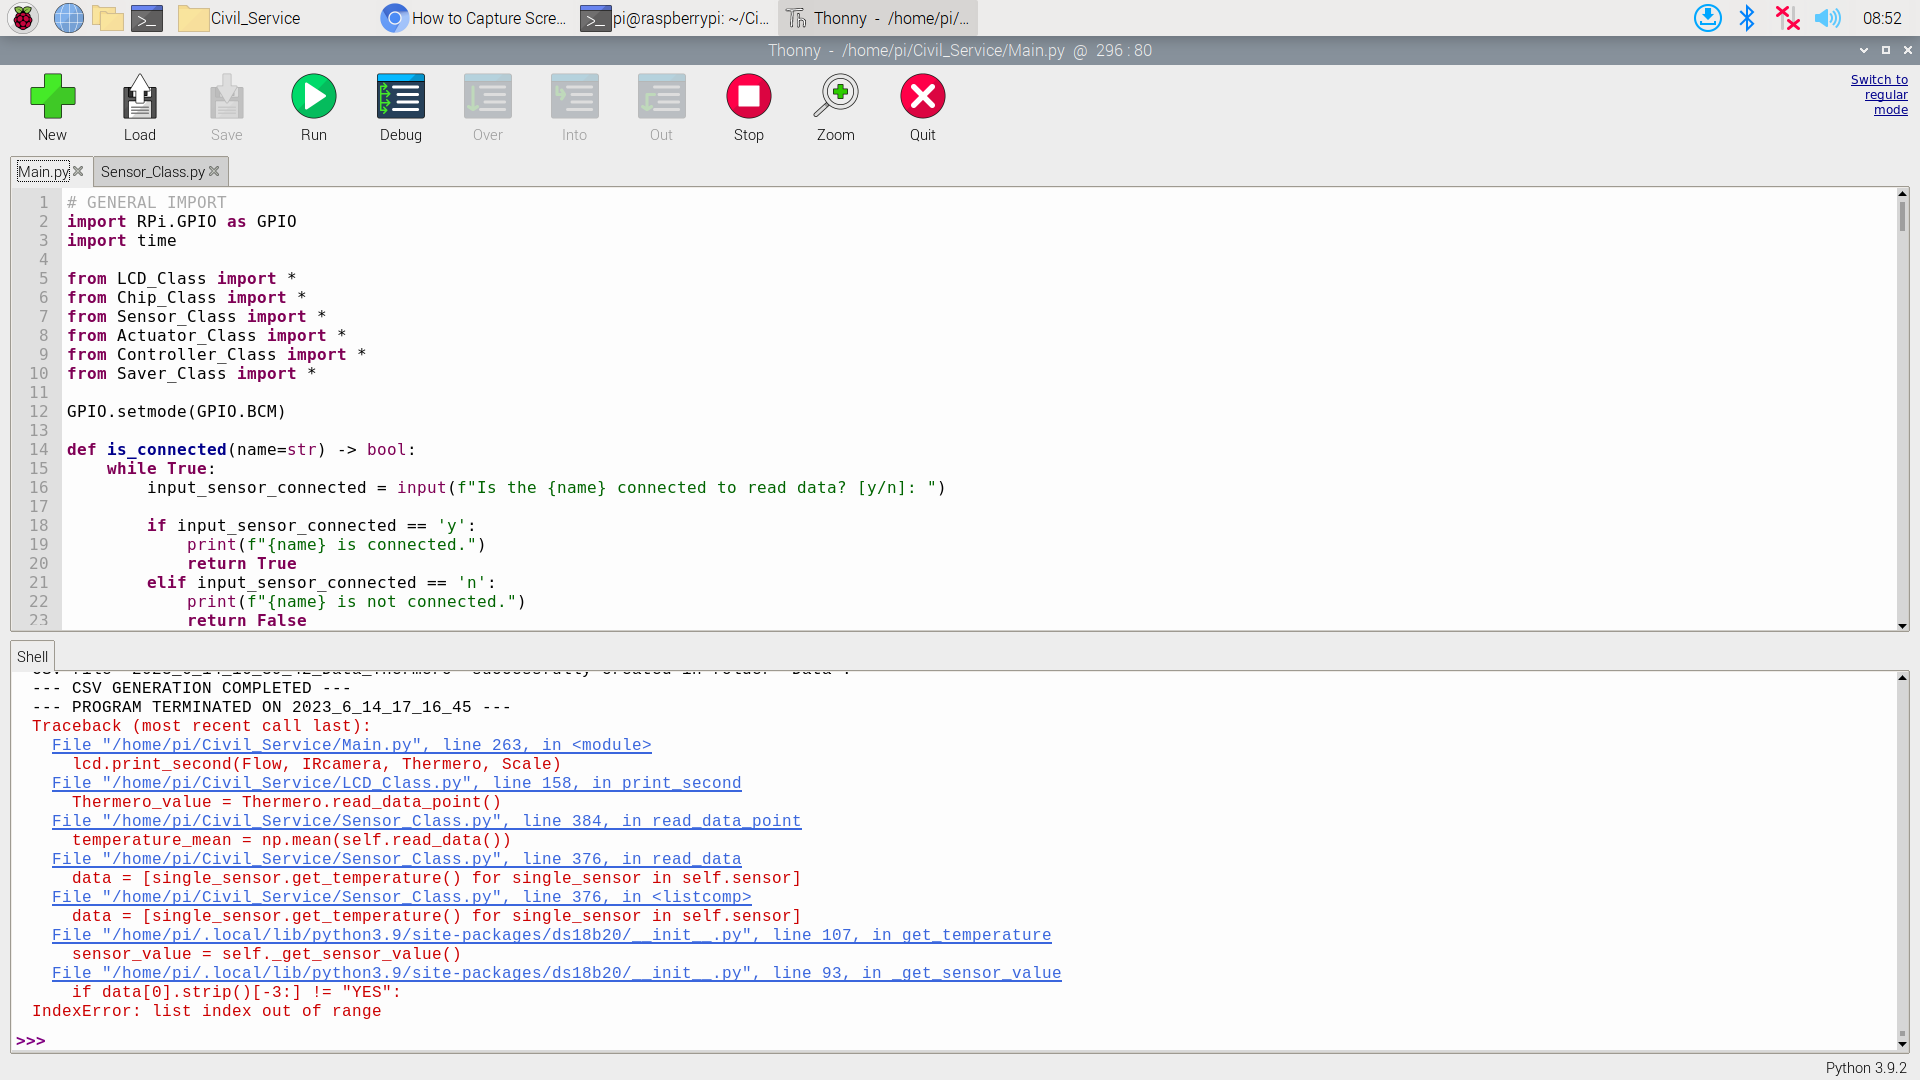 Civil_Service
How to Capture Scre...
pi@raspberrypi: ~/Ci...
Thonny - /home/pi/...
08:52
Thonny - /home/pi/Civil_Service/Main.py @ 296 : 80
New
Load
Save
Run
Debug
Over
Into
Out
Stop
Zoom
Quit
Switch to
regular
mode
Main.py
Sensor_Class.py
1 # GENERAL IMPORT
2 import RPi.GPIO as GPIO
3 import time
4
5 from LCD_Class import *
6 from Chip_Class import *
7 from Sensor_Class import *
8 from Actuator_Class import *
9 from Controller_Class import *
10 from Saver_Class import *
11
12 GPIO.setmode(GPIO.BCM)
13
14 def is_connected(name=str) -> bool:
15     while True:
16         input_sensor_connected = input(f"Is the {name} connected to read data? [y/n]: ")
17
18         if input_sensor_connected == 'y':
19             print(f"{name} is connected.")
20             return True
21         elif input_sensor_connected == 'n':
22             print(f"{name} is not connected.")
23             return False
Shell
--- CSV GENERATION COMPLETED ---
--- PROGRAM TERMINATED ON 2023_6_14_17_16_45 ---
Traceback (most recent call last):
  File "/home/pi/Civil_Service/Main.py", line 263, in <module>
    lcd.print_second(Flow, IRcamera, Thermero, Scale)
  File "/home/pi/Civil_Service/LCD_Class.py", line 158, in print_second
    Thermero_value = Thermero.read_data_point()
  File "/home/pi/Civil_Service/Sensor_Class.py", line 384, in read_data_point
    temperature_mean = np.mean(self.read_data())
  File "/home/pi/Civil_Service/Sensor_Class.py", line 376, in read_data
    data = [single_sensor.get_temperature() for single_sensor in self.sensor]
  File "/home/pi/Civil_Service/Sensor_Class.py", line 376, in <listcomp>
    data = [single_sensor.get_temperature() for single_sensor in self.sensor]
  File "/home/pi/.local/lib/python3.9/site-packages/ds18b20/__init__.py", line 107, in get_temperature
    sensor_value = self._get_sensor_value()
  File "/home/pi/.local/lib/python3.9/site-packages/ds18b20/__init__.py", line 93, in _get_sensor_value
    if data[0].strip()[-3:] != "YES":
IndexError: list index out of range
>>>
Python 3.9.2